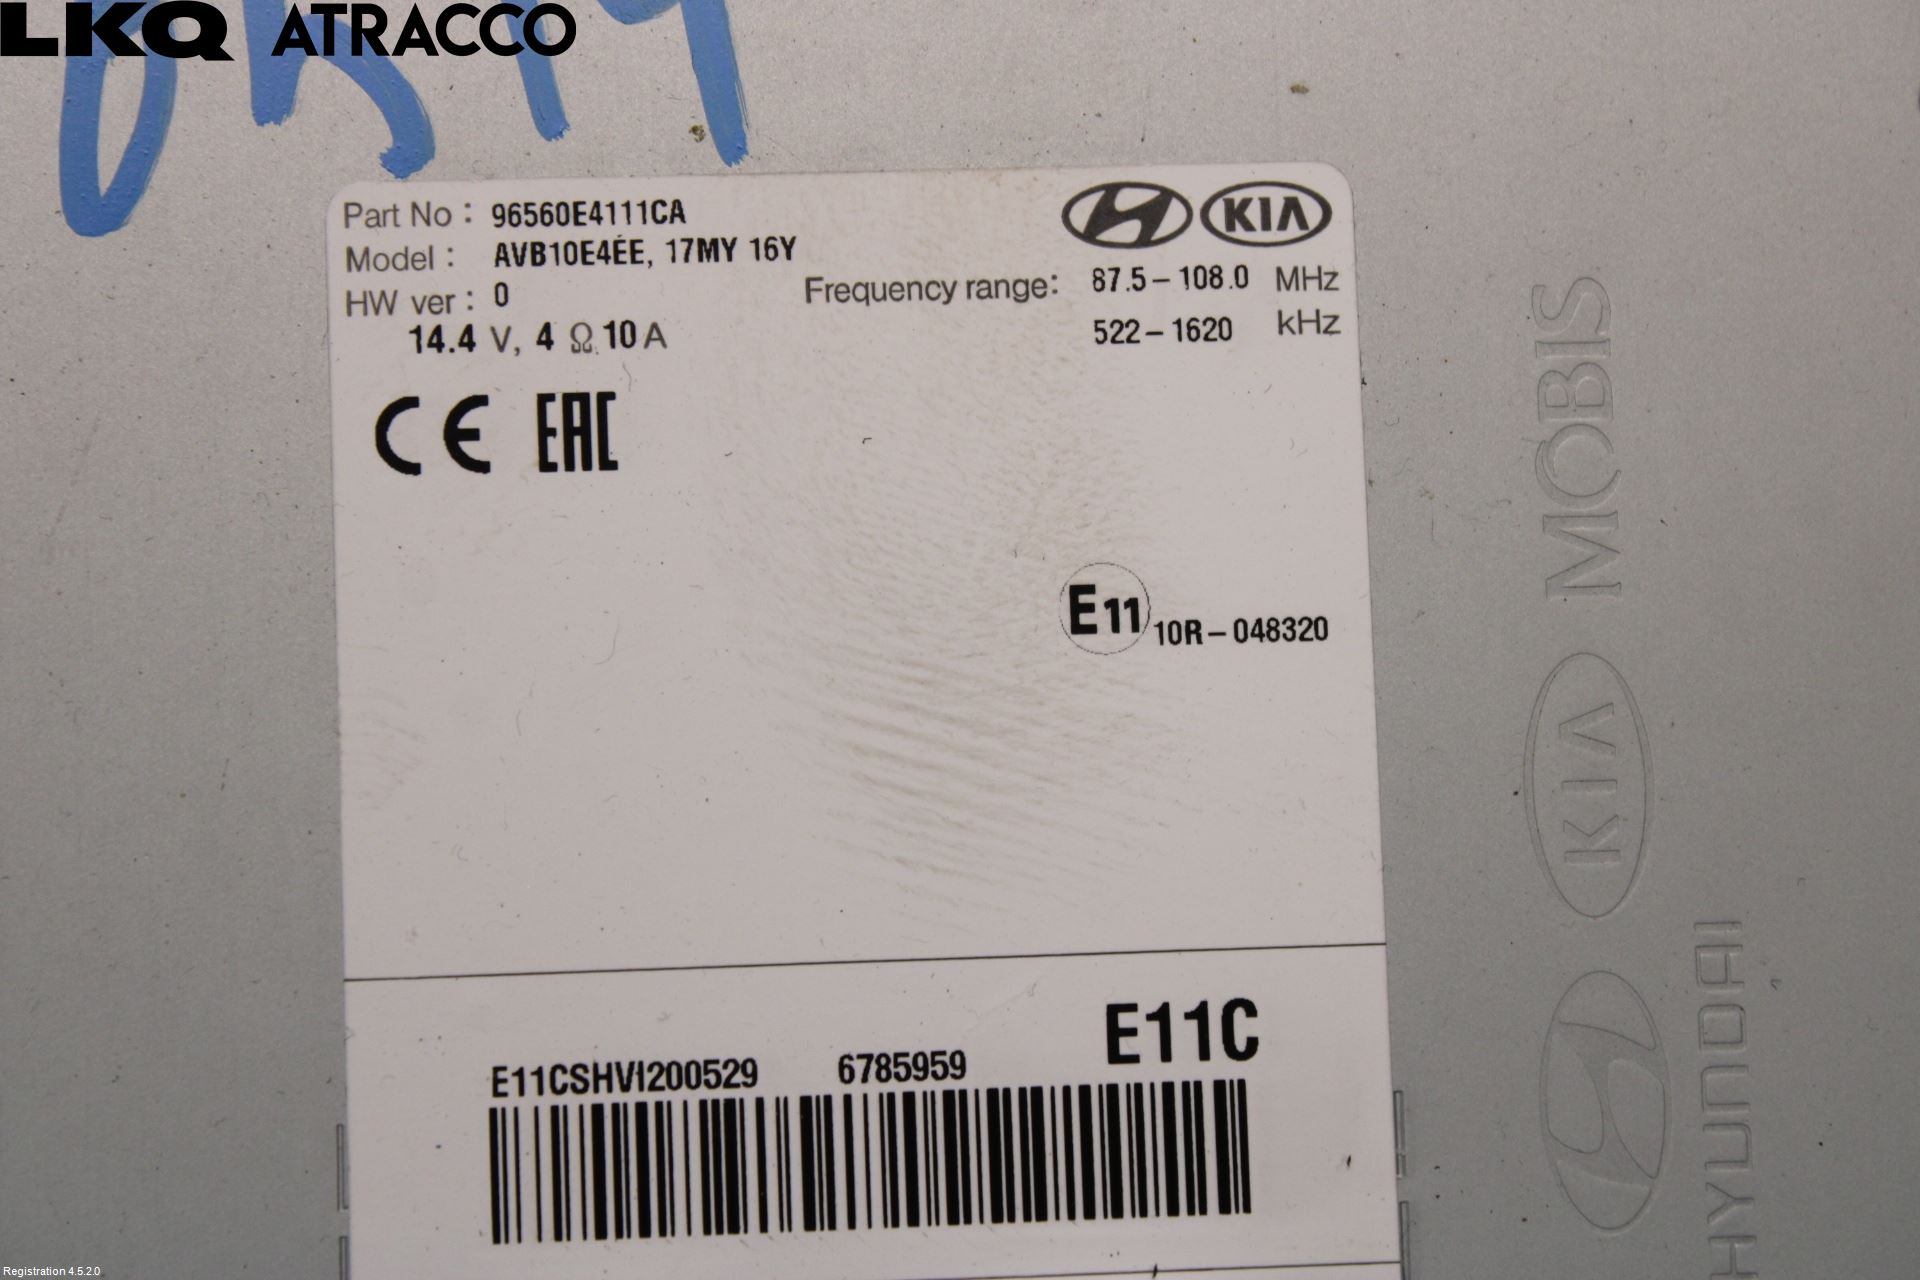 LKQ ATRACCO
Part No : 96560E4111CA
Model : AVB10E4EE, 17MY 16Y
HW ver : 0
14.4 V, 4 Ω 10 A
KIA
Frequency range: 87.5 – 108.0 MHz
522 – 1620 kHz
CE EAC
E11 10R – 048320
E11C
E11CSHVI200529 6785959
MOBIS
KIA
HYUNDAI
Registration 4.5.2.0